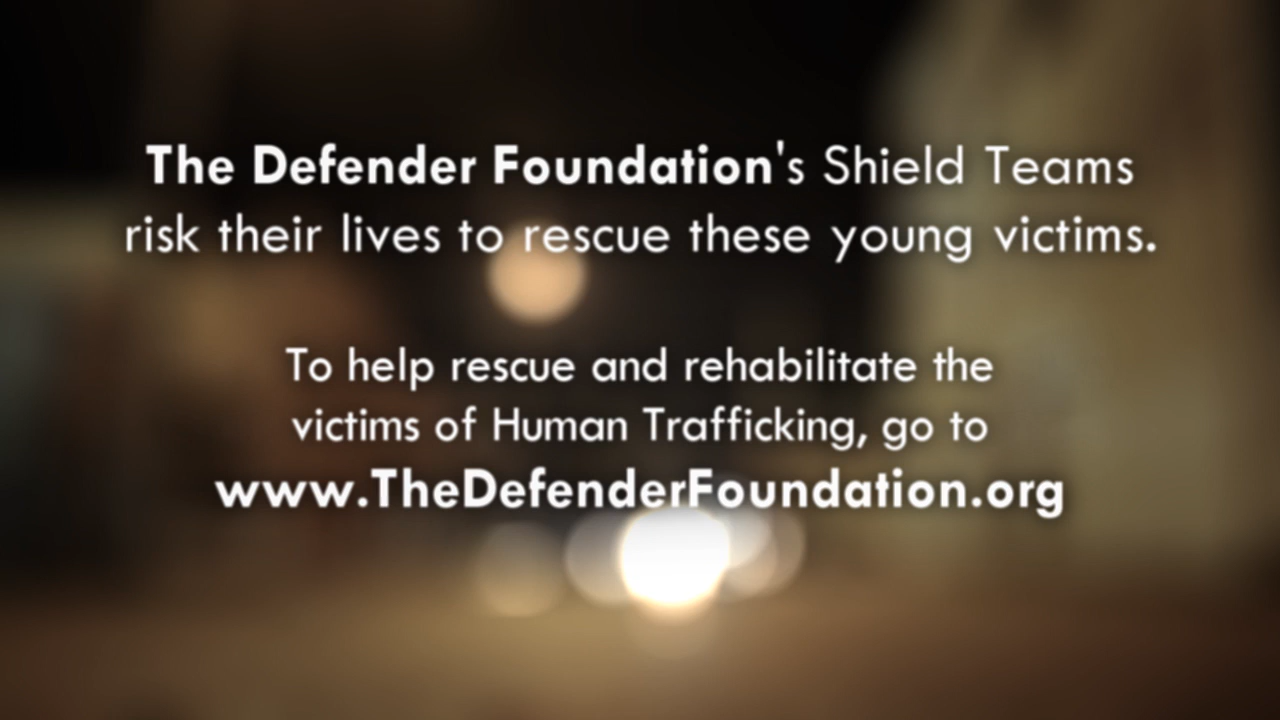 The Defender Foundation's Shield Teams
risk their lives to rescue these young victims.
To help rescue and rehabilitate the
victims of Human Trafficking, go to
www.TheDefenderFoundation.org